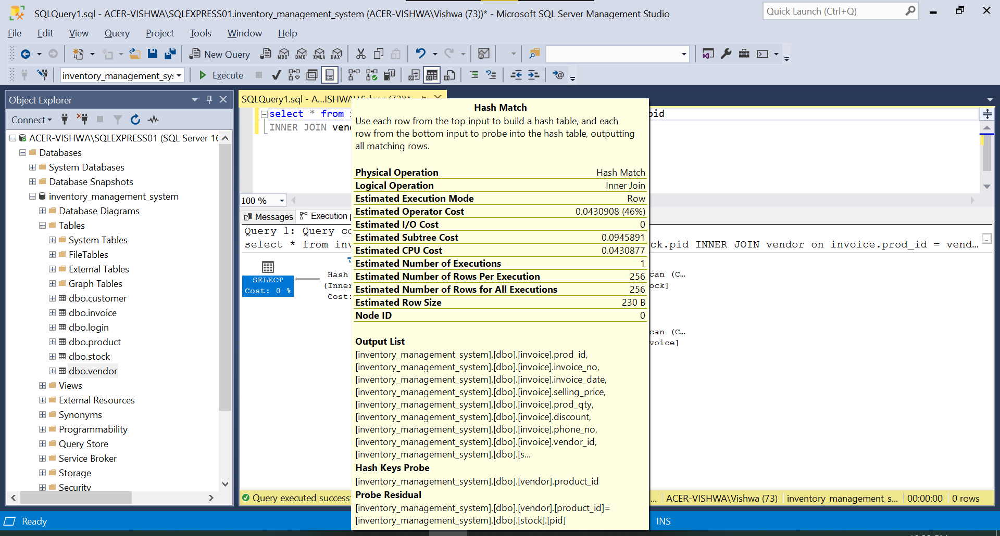 SQLQuery1.sql - ACER-VISHWA\SQLEXPRESS01.inventory_management_system (ACER-VISHWA\Vishwa (73))* - Microsoft SQL Server Management Studio
Quick Launch (Ctrl+Q)
File Edit View Query Project Tools Window Help
New Query MDX DMX XMLA DAX
inventory_management_sys Execute
Object Explorer
Connect
ACER-VISHWA\SQLEXPRESS01 (SQL Server 16
Databases
System Databases
Database Snapshots
inventory_management_system
Database Diagrams
Tables
System Tables
FileTables
External Tables
Graph Tables
dbo.customer
dbo.invoice
dbo.login
dbo.product
dbo.stock
dbo.vendor
Views
External Resources
Synonyms
Programmability
Query Store
Service Broker
Storage
Security
SQLQuery1.sql - A...ISHWA\Vishwa (73))*
select * from
pid
INNER JOIN ven
100 %
Messages
Execution
Query 1: Query co
select * from inv
ck.pid INNER JOIN vendor on invoice.prod_id = vend...
SELECT
Cost: 0 %
Hash
(Inner
Cost:
can (C...
ock]
can (C...
voice]
Hash Match
Use each row from the top input to build a hash table, and each
row from the bottom input to probe into the hash table, outputting
all matching rows.
Physical Operation Hash Match
Logical Operation Inner Join
Estimated Execution Mode Row
Estimated Operator Cost 0.0430908 (46%)
Estimated I/O Cost 0
Estimated Subtree Cost 0.0945891
Estimated CPU Cost 0.0430877
Estimated Number of Executions 1
Estimated Number of Rows Per Execution 256
Estimated Number of Rows for All Executions 256
Estimated Row Size 230 B
Node ID 0
Output List
[inventory_management_system].[dbo].[invoice].prod_id,
[inventory_management_system].[dbo].[invoice].invoice_no,
[inventory_management_system].[dbo].[invoice].invoice_date,
[inventory_management_system].[dbo].[invoice].selling_price,
[inventory_management_system].[dbo].[invoice].prod_qty,
[inventory_management_system].[dbo].[invoice].discount,
[inventory_management_system].[dbo].[invoice].phone_no,
[inventory_management_system].[dbo].[invoice].vendor_id,
[inventory_management_system].[dbo].[s...
Hash Keys Probe
[inventory_management_system].[dbo].[vendor].product_id
Probe Residual
[inventory_management_system].[dbo].[vendor].[product_id]=
[inventory_management_system].[dbo].[stock].[pid]
Query executed success
... ACER-VISHWA\Vishwa (73) inventory_management_s... 00:00:00 0 rows
Ready
INS